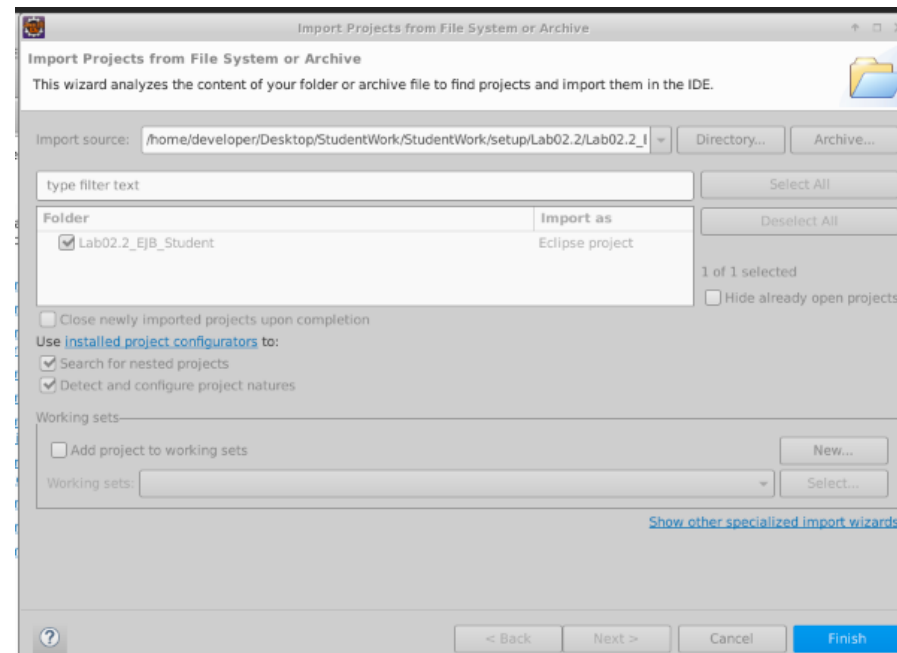 Import Projects from File System or Archive
Import Projects from File System or Archive
This wizard analyzes the content of your folder or archive file to find projects and import them in the IDE.
Import source: /home/developer/Desktop/StudentWork/StudentWork/setup/Lab02.2/Lab02.2_ Directory... Archive...
type filter text Select All
Folder Import as Deselect All
Lab02.2_EJB_Student Eclipse project
1 of 1 selected
Hide already open projects
Close newly imported projects upon completion
Use installed project configurators to:
Search for nested projects
Detect and configure project natures
Working sets
Add project to working sets New...
Working sets: Select...
Show other specialized import wizards
? < Back Next > Cancel Finish